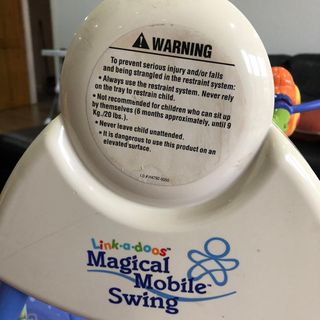 WARNING
To prevent serious injury and/or falls
and being strangled in the restraint system:
• Always use the restraint system. Never rely
on the tray to restrain child.
• Not recommended for children who can sit up
by themselves (6 months approximately, until 9
Kg./20 lbs.).
• Never leave child unattended.
• It is dangerous to use this product on an
elevated surface.
Link-a-doos™
Magical
Mobile™
Swing